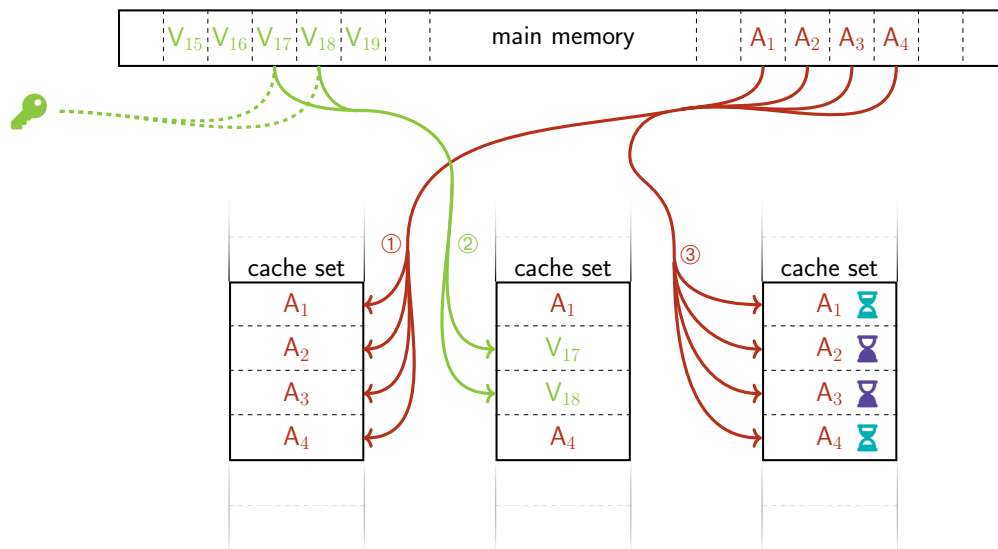 V₁₅ V₁₆ V₁₇ V₁₈ V₁₉ main memory A₁ A₂ A₃ A₄
① ② ③
cache set cache set cache set
A₁ A₁ A₁
A₂ V₁₇ A₂
A₃ V₁₈ A₃
A₄ A₄ A₄